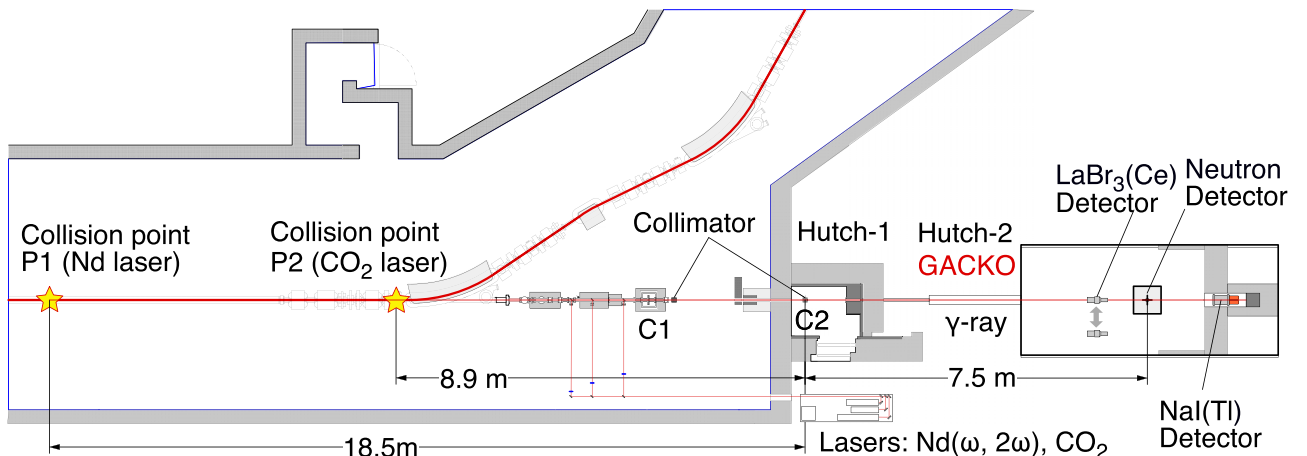 LaBr₃(Ce)
Detector
Neutron
Detector
Collision point
P1 (Nd laser)
Collision point
P2 (CO₂ laser)
Collimator
Hutch-1
Hutch-2
GACKO
C1
C2
γ-ray
8.9 m
7.5 m
18.5m
Lasers: Nd(ω, 2ω), CO₂
NaI(Tl)
Detector